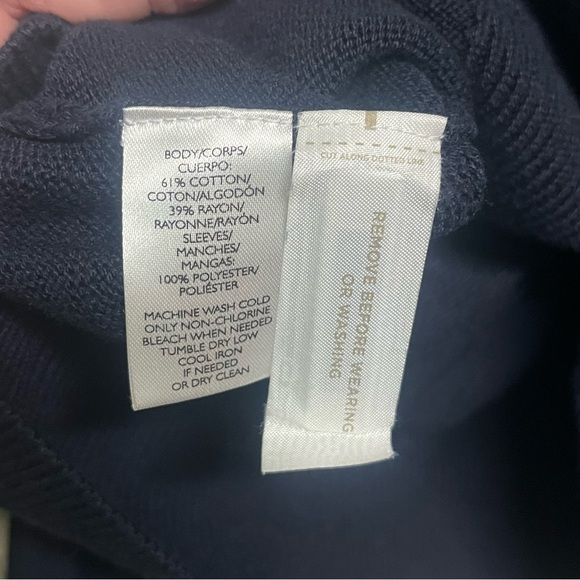 BODY/CORPS/
CUERPO:
61% COTTON/
COTON/ALGODÓN
39% RAYON/
RAYONNE/RAYÓN
SLEEVES/
MANCHES/
MANGAS:
100% POLYESTER/
POLIÉSTER
MACHINE WASH COLD
ONLY NON-CHLORINE
BLEACH WHEN NEEDED
TUMBLE DRY LOW
COOL IRON
IF NEEDED
OR DRY CLEAN
CUT ALONG DOTTED LINE
REMOVE BEFORE WEARING
OR WASHING